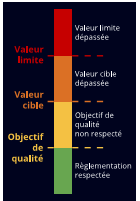 Valeur limite
dépassée
Valeur
limite
Valeur cible
dépassée
Valeur
cible
Objectif de
qualité
non respecté
Objectif
de
qualité
Règlementation
respectée